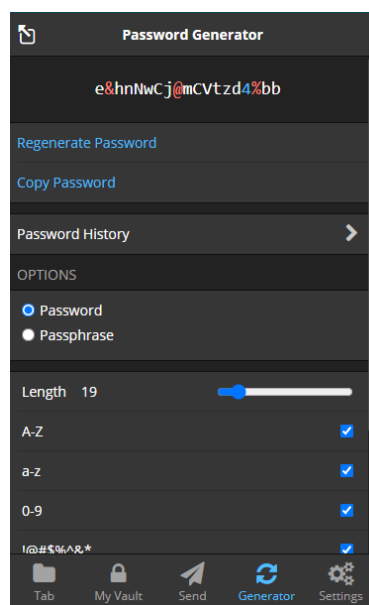 Password Generator
e&hnNwCj@mCVtzd4%bb
Regenerate Password
Copy Password
Password History
OPTIONS
Password
Passphrase
Length 19
A-Z
a-z
0-9
!@#$%^&*
Tab My Vault Send Generator Settings